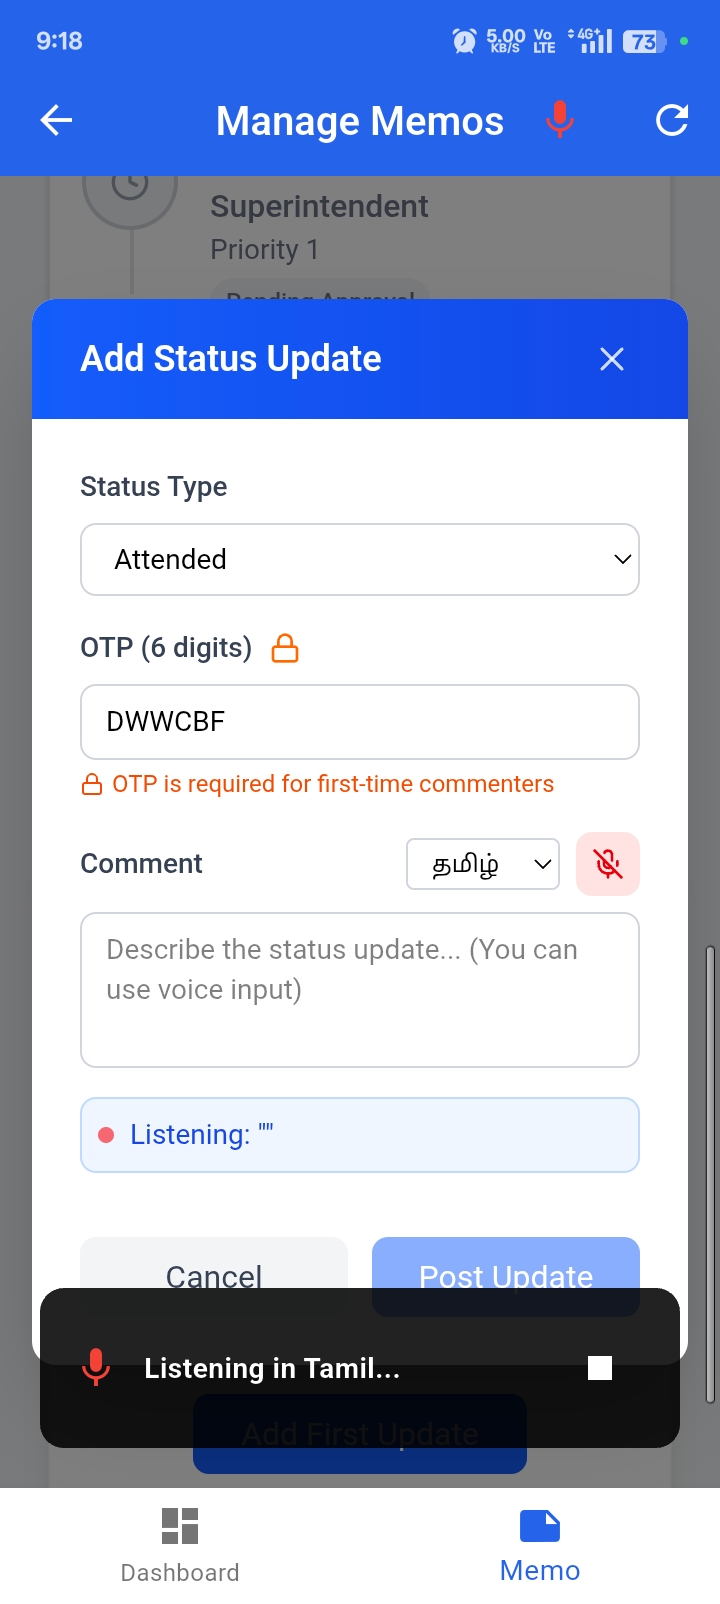 9:18
5.00 KB/S
Vo LTE
4G+
73
Manage Memos
Superintendent
Priority 1
Pending Approval
Add Status Update
Status Type
Attended
OTP (6 digits)
DWWCBF
OTP is required for first-time commenters
Comment
தமிழ்
Describe the status update... (You can
use voice input)
Listening: ""
Cancel
Post Update
Listening in Tamil...
Add First Update
Dashboard
Memo